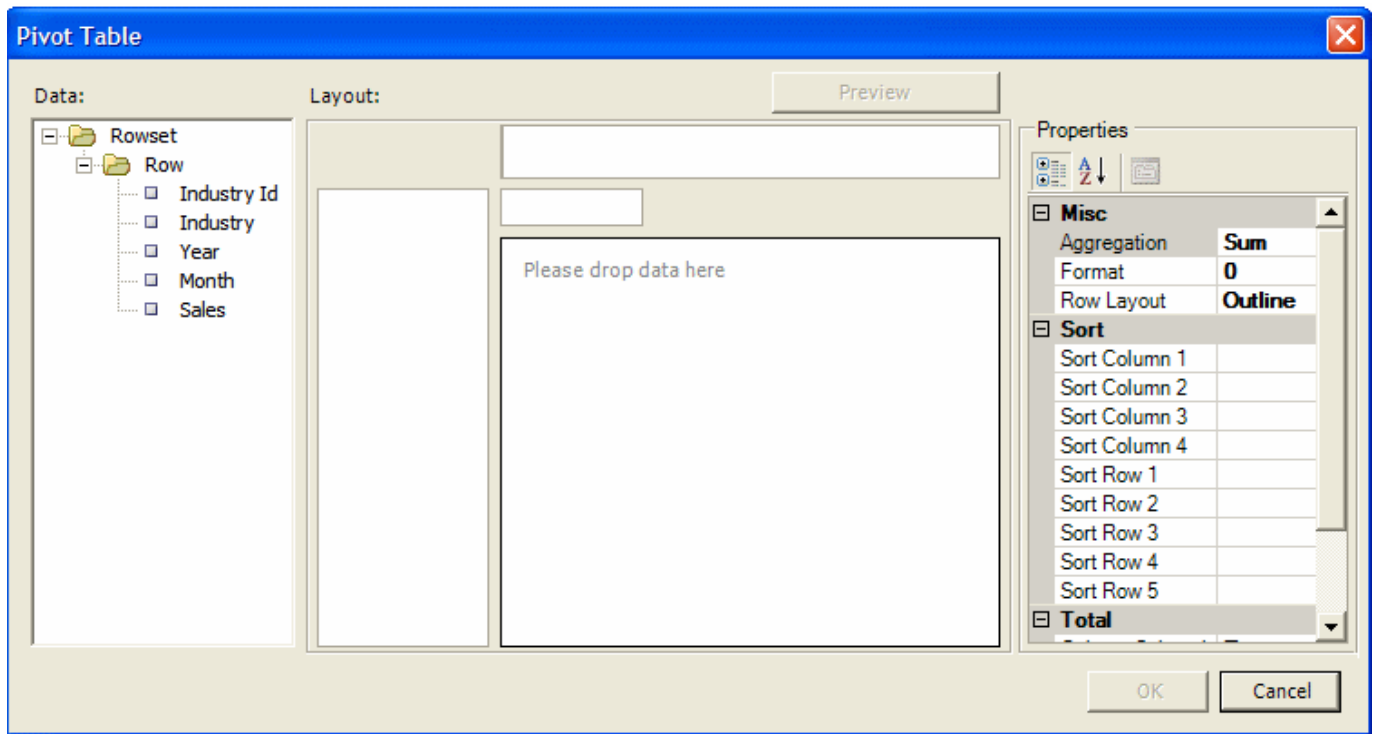 Pivot Table
Data:
Layout:
Preview
Rowset
Row
Industry Id
Industry
Year
Month
Sales
Please drop data here
Properties
Misc
Aggregation Sum
Format 0
Row Layout Outline
Sort
Sort Column 1
Sort Column 2
Sort Column 3
Sort Column 4
Sort Row 1
Sort Row 2
Sort Row 3
Sort Row 4
Sort Row 5
Total
OK
Cancel